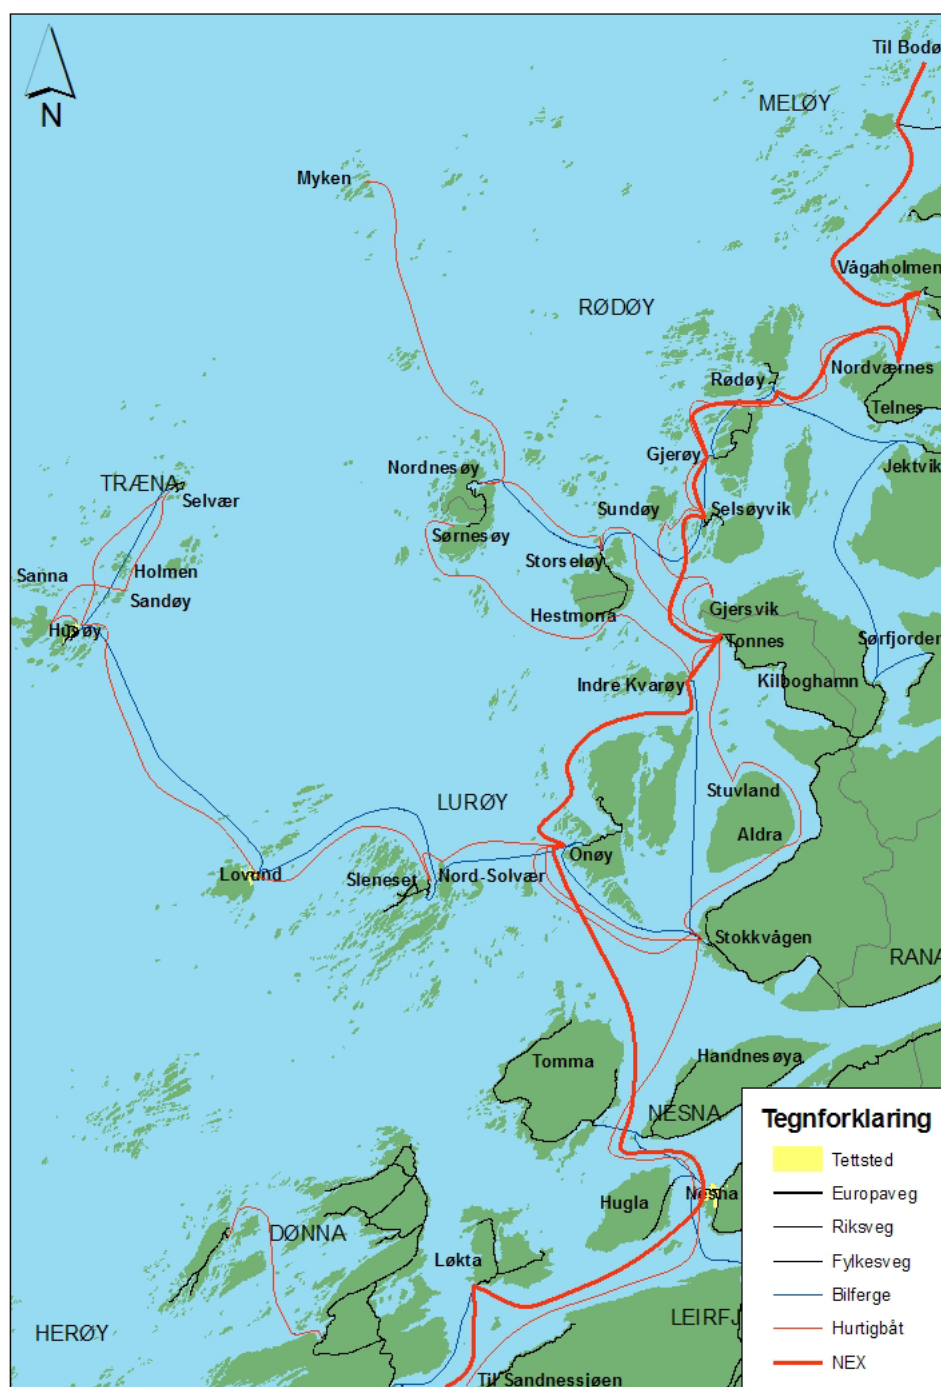 Til Bodø
MELØY
N
Myken
Vågaholmen
RØDØY
Nordværnes
Rødøy
Telnes
Gjerøy
Jektvik
Nordnesøy
TRÆNA
Selvær
Sundøy
Selsøyvik
Sørnesøy
Storseløy
Holmen
Sanna
Sandøy
Hestmona
Gjersvik
Husøy
Tonnes
Sørfjorden
Indre Kvarøy
Kilboghamn
Stuvland
LURØY
Aldra
Onøy
Lovund
Sleneset
Nord-Solvær
Stokkvågen
RANA
Tomma
Handnesøya
NESNA
Tegnforklaring
Tettsted
Europaveg
Riksveg
Fylkesveg
Bilferge
Hurtigbåt
NEX
Hugla
Nesna
DØNNA
Løkta
HERØY
LEIRFJ
Til Sandnessjøen